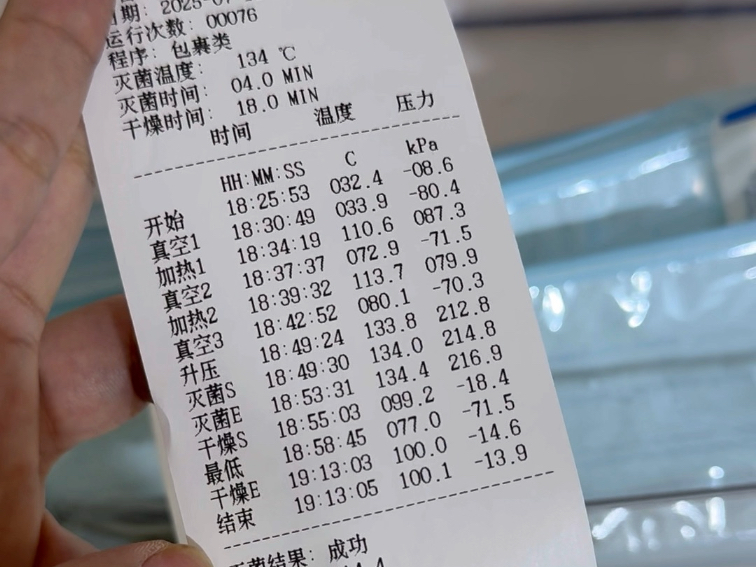 日期: 2025-07
运行次数: 00076
程序: 包裹类
灭菌温度: 134 ℃
灭菌时间: 04.0 MIN
干燥时间: 18.0 MIN
时间 温度 压力
HH:MM:SS C kPa
开始 18:25:53 032.4 -08.6
真空1 18:30:49 033.9 -80.4
加热1 18:34:19 110.6 087.3
真空2 18:37:37 072.9 -71.5
加热2 18:39:32 113.7 079.9
真空3 18:42:52 080.1 -70.3
升压 18:49:24 133.8 212.8
灭菌S 18:49:30 134.0 214.8
灭菌E 18:53:31 134.4 216.9
干燥S 18:55:03 099.2 -18.4
最低 18:58:45 077.0 -71.5
干燥E 19:13:03 100.0 -14.6
结束 19:13:05 100.1 -13.9
灭菌结果: 成功